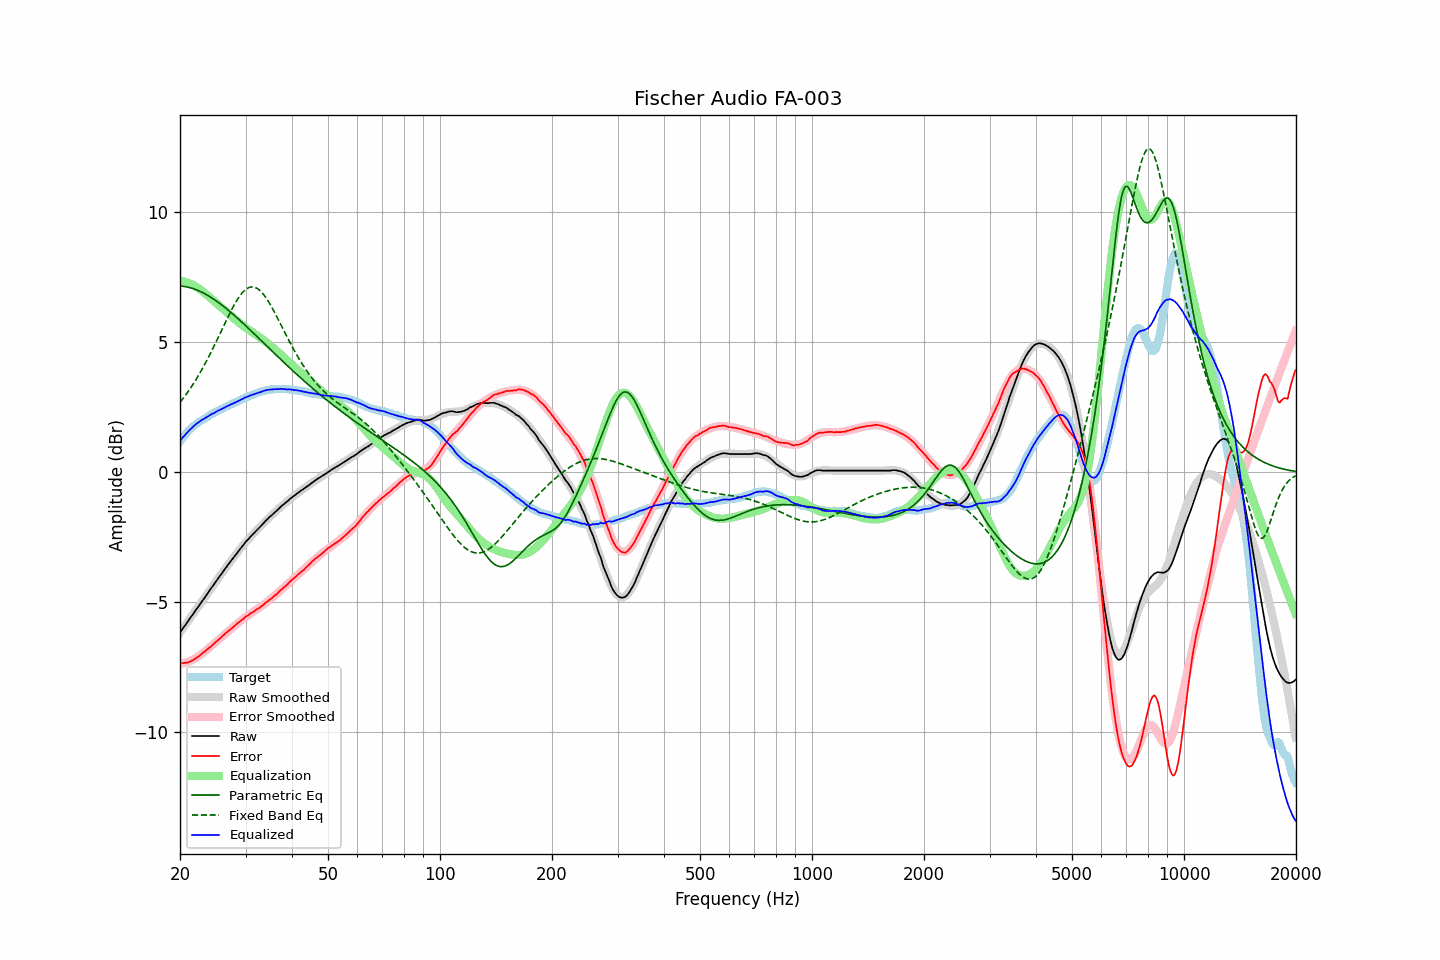 Fischer Audio FA-003
Amplitude (dBr)
10
5
0
−5
−10
Target
Raw Smoothed
Error Smoothed
Raw
Error
Equalization
Parametric Eq
Fixed Band Eq
Equalized
20 50 100 200 500 1000 2000 5000 10000 20000
Frequency (Hz)